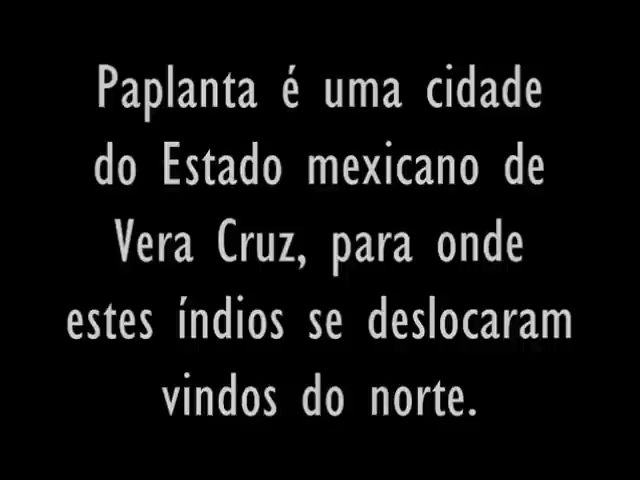 Paplanta é uma cidade
do Estado mexicano de
Vera Cruz, para onde
estes índios se deslocaram
vindos do norte.